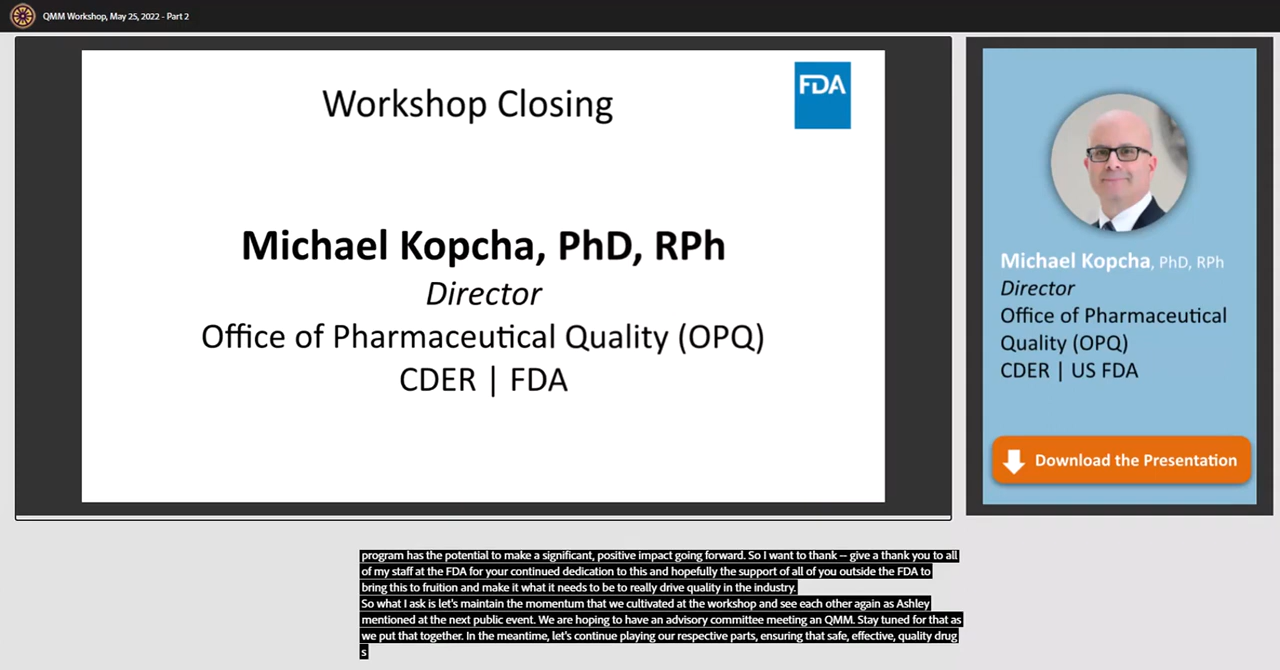 QMM Workshop, May 25, 2022 - Part 2
Workshop Closing
FDA
Michael Kopcha, PhD, RPh
Director
Office of Pharmaceutical Quality (OPQ)
CDER | FDA
Michael Kopcha, PhD, RPh
Director
Office of Pharmaceutical
Quality (OPQ)
CDER | US FDA
Download the Presentation
program has the potential to make a significant, positive impact going forward. So I want to thank -- give a thank you to all
of my staff at the FDA for your continued dedication to this and hopefully the support of all of you outside the FDA to
bring this to fruition and make it what it needs to be to really drive quality in the industry.
So what I ask is let's maintain the momentum that we cultivated at the workshop and see each other again as Ashley
mentioned at the next public event. We are hoping to have an advisory committee meeting an QMM. Stay tuned for that as
we put that together. In the meantime, let's continue playing our respective parts, ensuring that safe, effective, quality drug
s